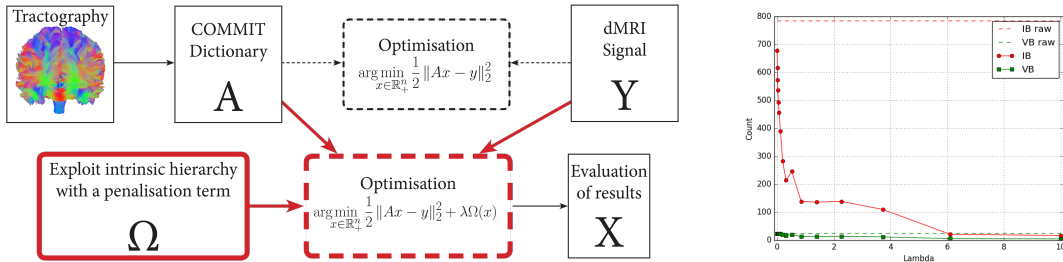 Tractography
COMMIT
Dictionary
A
Optimisation
arg min x∈ℝⁿ₊ 1/2 ‖Ax − y‖²₂
dMRI
Signal
Y
Exploit intrinsic hierarchy
with a penalisation term
Ω
Optimisation
arg min x∈ℝⁿ₊ 1/2 ‖Ax − y‖²₂ + λΩ(x)
Evaluation
of results
X
800
700
600
500
400
300
200
100
0
Count
IB raw
VB raw
IB
VB
0 2 4 6 8 10
Lambda